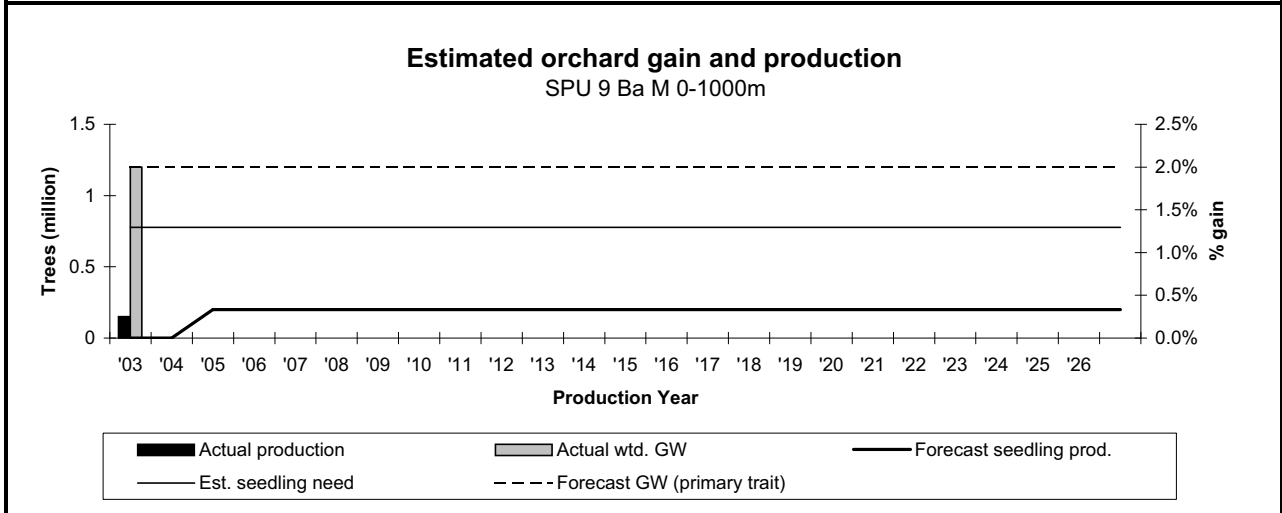 Estimated orchard gain and production
SPU 9 Ba M 0-1000m
1.5
1
0.5
0
Trees (million)
2.5%
2.0%
1.5%
1.0%
0.5%
0.0%
% gain
'03 '04 '05 '06 '07 '08 '09 '10 '11 '12 '13 '14 '15 '16 '17 '18 '19 '20 '21 '22 '23 '24 '25 '26
Production Year
Actual production Actual wtd. GW Forecast seedling prod.
Est. seedling need Forecast GW (primary trait)